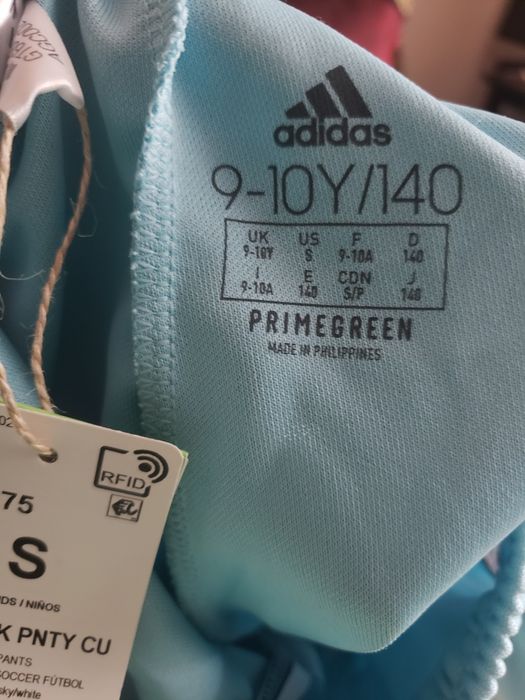 adidas
9-10Y/140
UK US F D
9-10Y S 9-10A 140
I E CDN J
9-10A 140 S/P 140
PRIMEGREEN
MADE IN PHILIPPINES
RFID
75
S
IDS / NIÑOS
K PNTY CU
PANTS
SOCCER FÚTBOL
sky/white